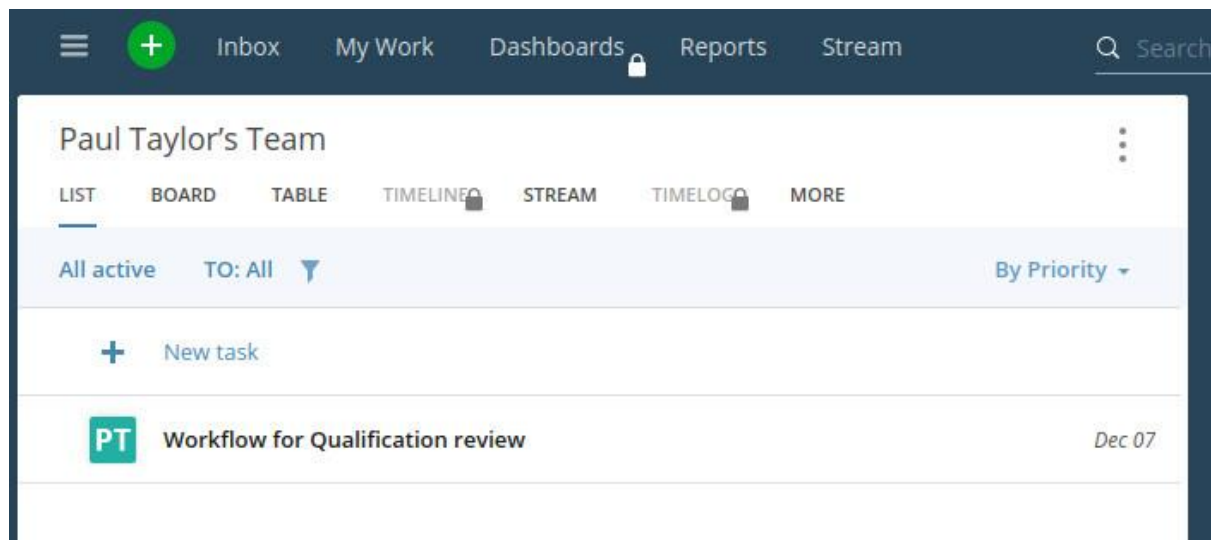 Inbox My Work Dashboards Reports Stream Search
Paul Taylor’s Team
LIST BOARD TABLE TIMELINE STREAM TIMELOG MORE
All active TO: All By Priority
New task
PT Workflow for Qualification review Dec 07